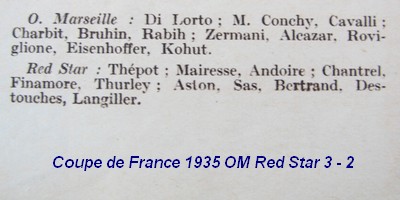 O. Marseille : Di Lorto ; M. Conchy, Cavalli ;
Charbit, Bruhin, Rabih ; Zermani, Alcazar, Rovi-
glione, Eisenhoffer, Kohut.
Red Star : Thépot ; Mairesse, Andoire ; Chantrel,
Finamore, Thurley ; Aston, Sas, Bertrand, Des-
touches, Langiller.
Coupe de France 1935 OM Red Star 3 - 2